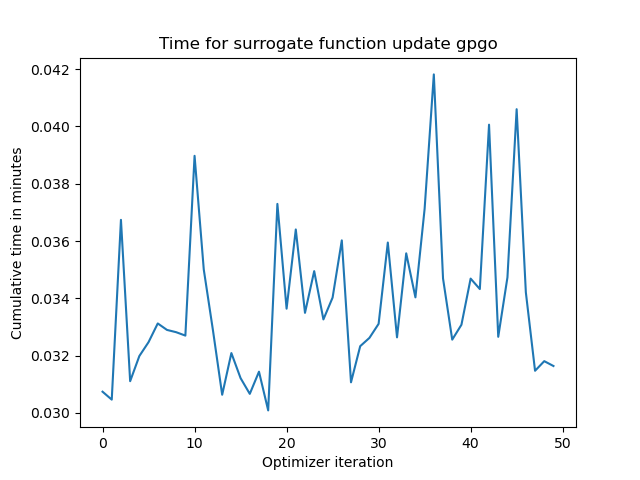 Time for surrogate function update gpgo
0.042
0.040
0.038
0.036
0.034
0.032
0.030
Cumulative time in minutes
0 10 20 30 40 50
Optimizer iteration